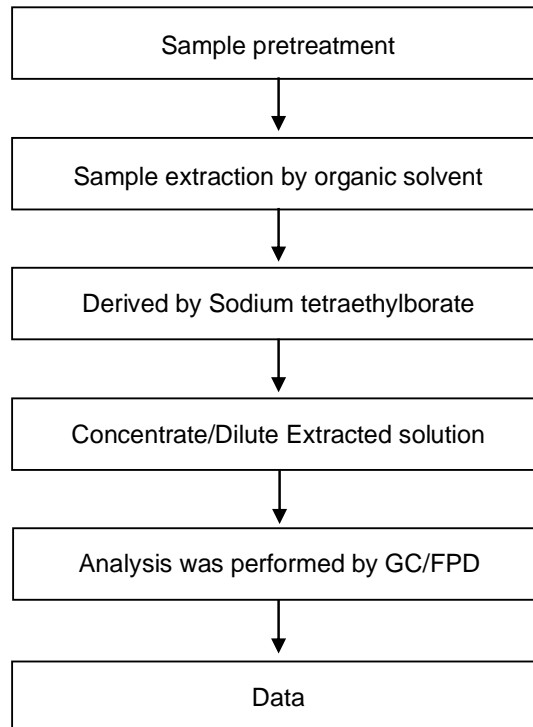 Sample pretreatment
Sample extraction by organic solvent
Derived by Sodium tetraethylborate
Concentrate/Dilute Extracted solution
Analysis was performed by GC/FPD
Data